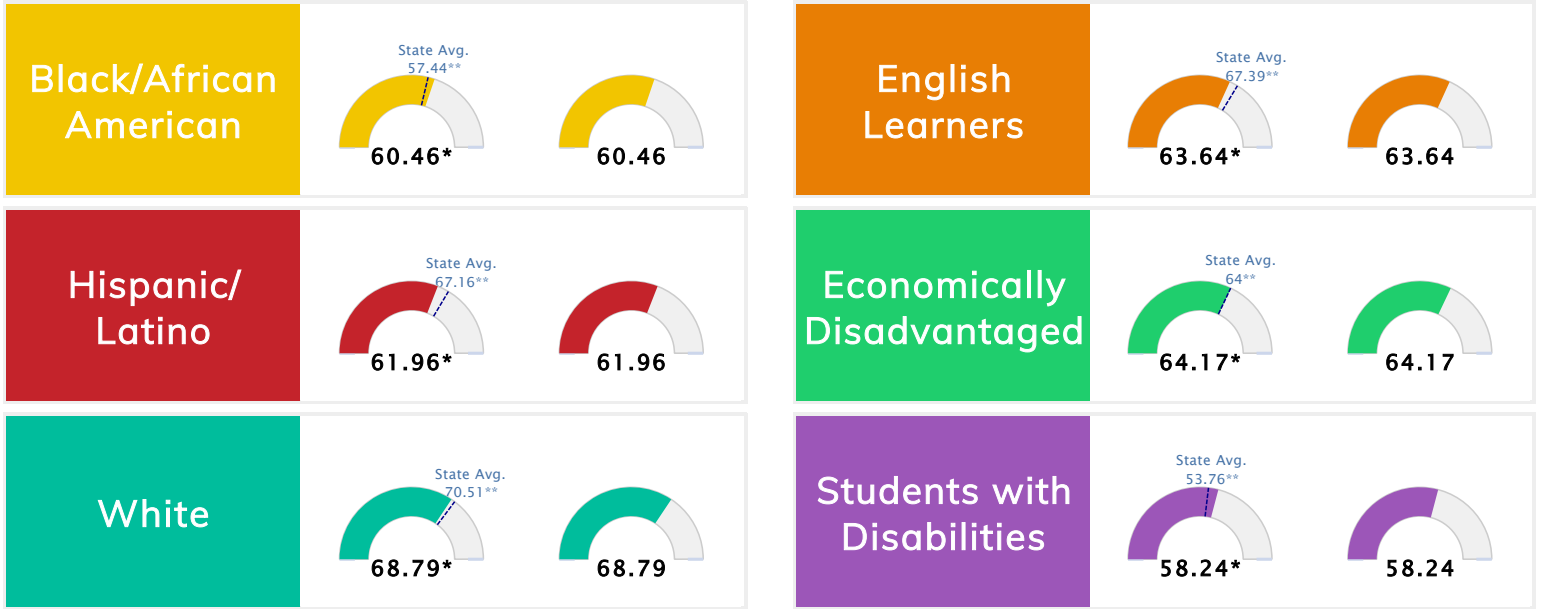 Black/African
American
State Avg.
57.44**
60.46*
60.46
English
Learners
State Avg.
67.39**
63.64*
63.64
Hispanic/
Latino
State Avg.
67.16**
61.96*
61.96
Economically
Disadvantaged
State Avg.
64**
64.17*
64.17
White
State Avg.
70.51**
68.79*
68.79
Students with
Disabilities
State Avg.
53.76**
58.24*
58.24